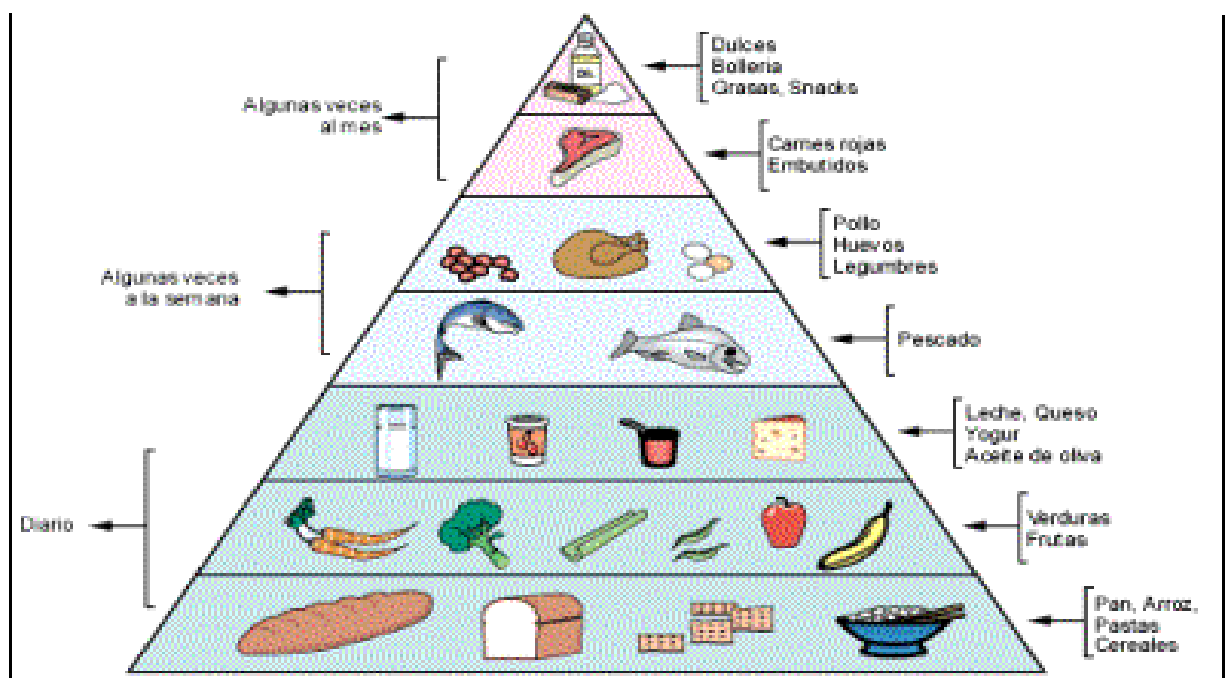 Dulces
Bolleria
Grasas, Snacks
Algunas veces
al mes
Carnes rojas
Embutidos
Pollo
Huevos
Legumbres
Algunas veces
a la semana
Pescado
Leche, Queso
Yogur
Aceite de oliva
Diario
Verduras
Frutas
Pan, Arroz,
Pastas
Cereales